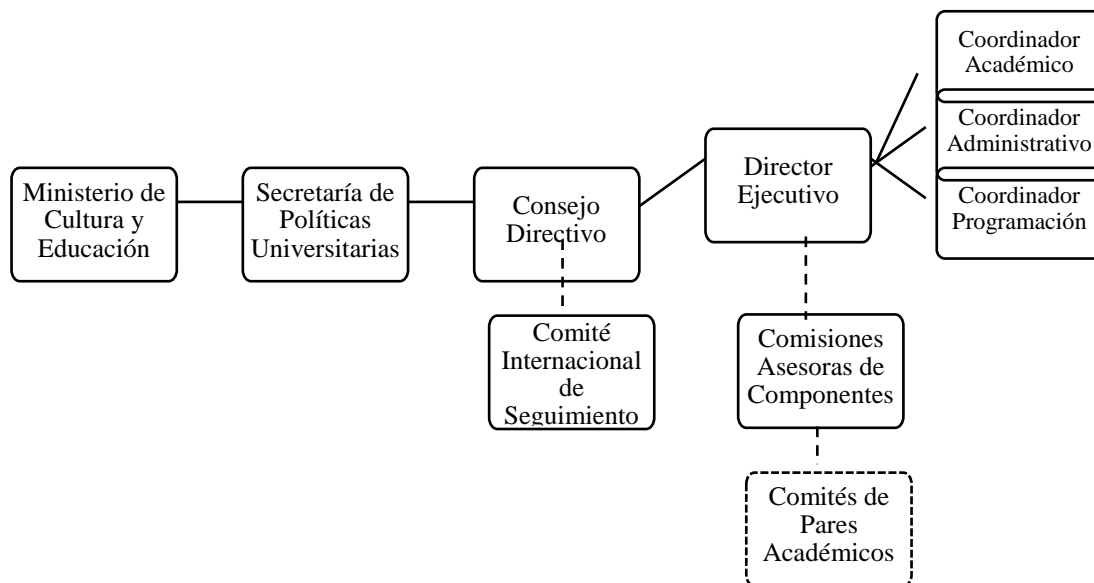 Ministerio de
Cultura y
Educación
Secretaría de
Políticas
Universitarias
Consejo
Directivo
Comité
Internacional
de
Seguimiento
Director
Ejecutivo
Comisiones
Asesoras de
Componentes
Comités de
Pares
Académicos
Coordinador
Académico
Coordinador
Administrativo
Coordinador
Programación